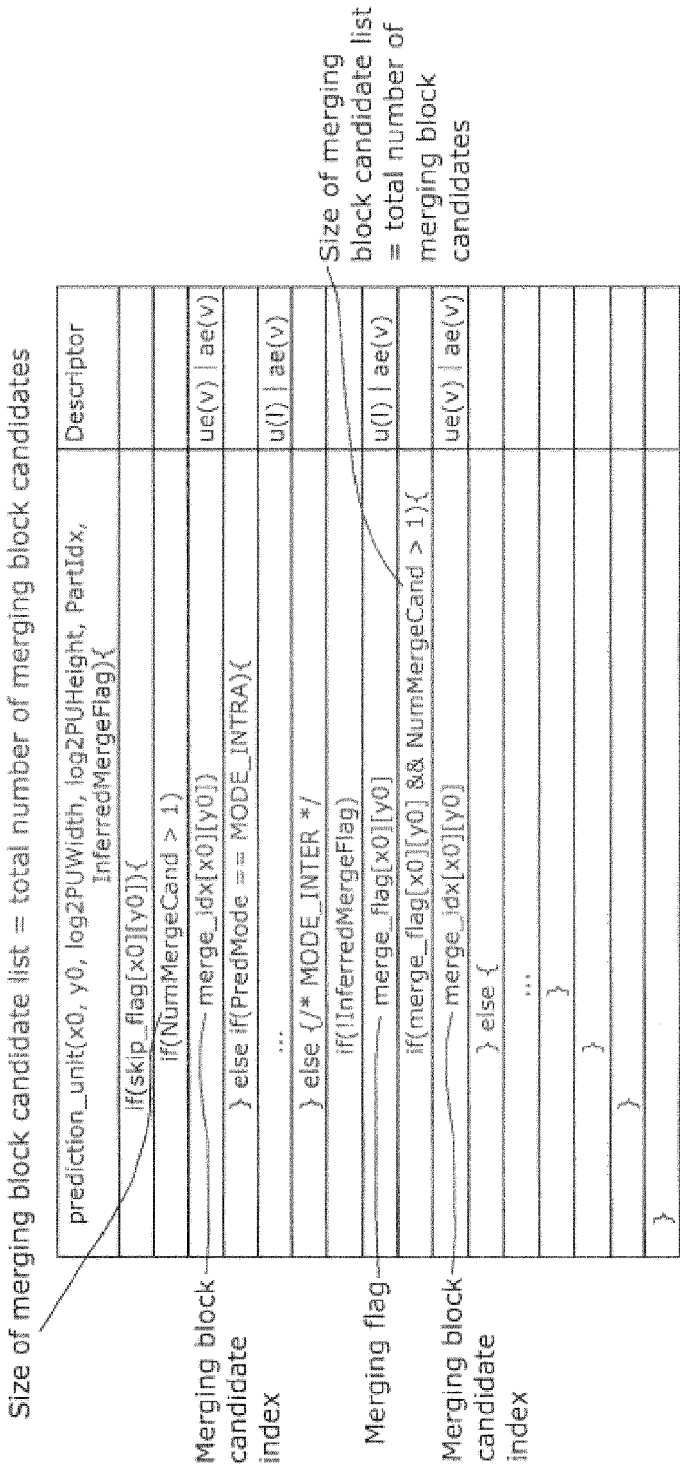 Size of merging block candidate list = total number of merging block candidates
prediction_unit(x0, y0, log2PUWidth, log2PUHeight, PartIdx,
InferredMergeFlag){
Descriptor
if(skip_flag[x0][y0]){
if(NumMergeCand > 1)
merge_idx[x0][y0])
ue(v) | ae(v)
} else if(PredMode == MODE_INTRA){
...
u(l) | ae(v)
} else {/* MODE_INTER */
if(!InferredMergeFlag)
merge_flag[x0][y0]
u(l) | ae(v)
if(merge_flag[x0][y0] && NumMergeCand > 1){
merge_idx[x0][y0]
ue(v) | ae(v)
} else {
...
}
}
}
}
Merging block
candidate
index
Merging flag
Merging block
candidate
index
Size of merging
block candidate list
= total number of
merging block
candidates